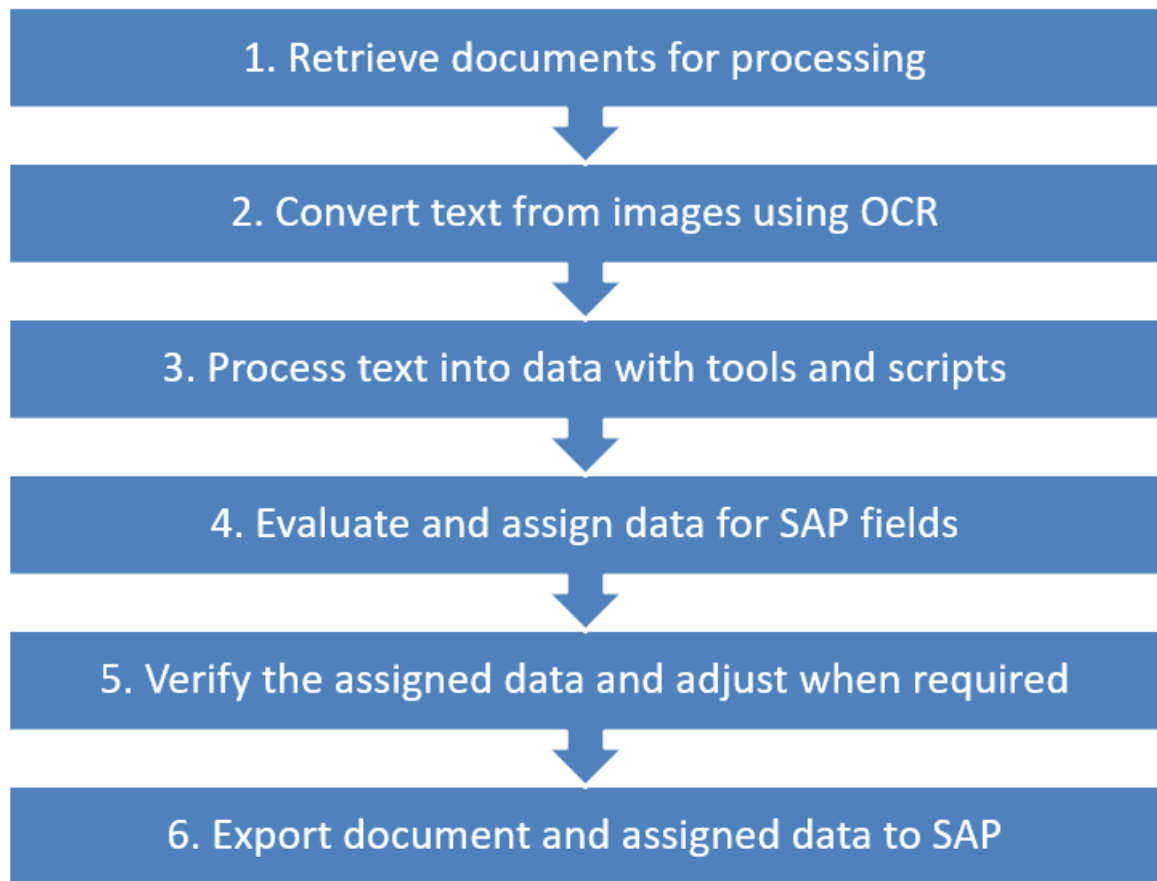 1. Retrieve documents for processing
2. Convert text from images using OCR
3. Process text into data with tools and scripts
4. Evaluate and assign data for SAP fields
5. Verify the assigned data and adjust when required
6. Export document and assigned data to SAP